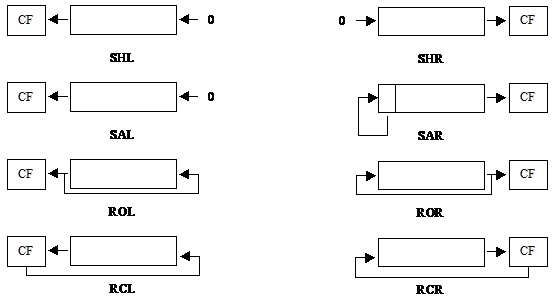 CF 0 0 CF
SHL SHR
CF 0 CF
SAL SAR
CF CF
ROL ROR
CF CF
RCL RCR